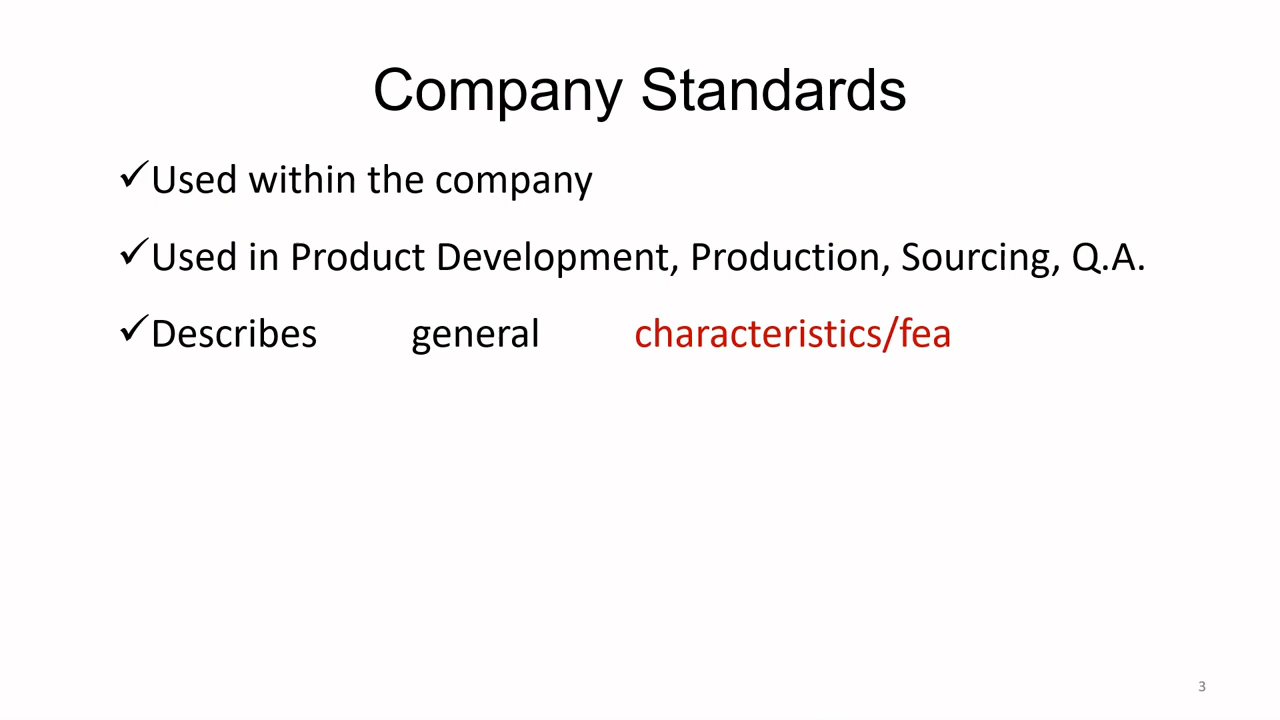 Company Standards
✓Used within the company
✓Used in Product Development, Production, Sourcing, Q.A.
✓Describes general characteristics/fea
3